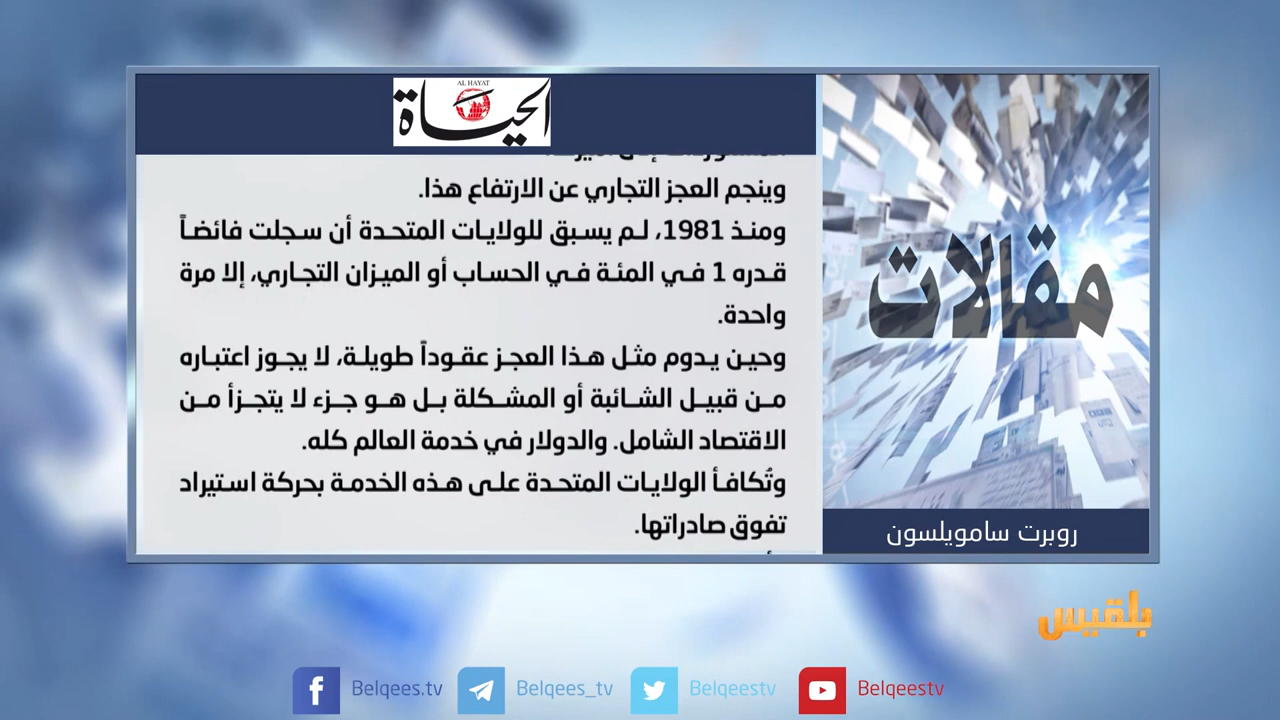 AL HAYAT
الحياة
وينجم العجز التجاري عن الارتفاع هذا.
ومنذ 1981، لم يسبق للولايات المتحدة أن سجلت فائضاً
قدره 1 في المئة في الحساب أو الميزان التجاري، إلا مرة
واحدة.
وحين يدوم مثل هذا العجز عقوداً طويلة، لا يجوز اعتباره
من قبيل الشائبة أو المشكلة بل هو جزء لا يتجزأ من
الاقتصاد الشامل. والدولار في خدمة العالم كله.
وتُكافأ الولايات المتحدة على هذه الخدمة بحركة استيراد
تفوق صادراتها.
مقالات
روبرت سامويلسون
بلقيس
Belqees.tv
Belqees_tv
Belqeestv
Belqeestv